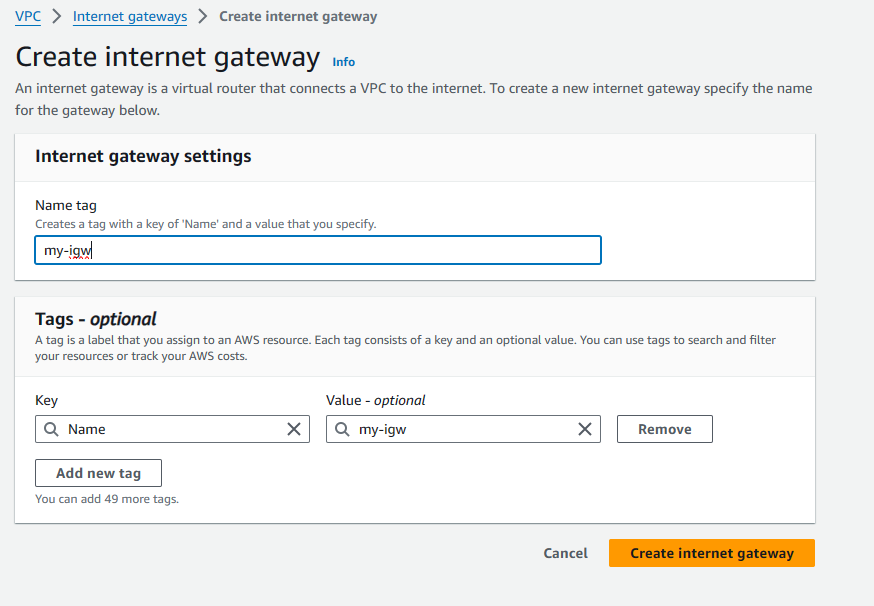 VPC > Internet gateways > Create internet gateway
Create internet gateway Info
An internet gateway is a virtual router that connects a VPC to the internet. To create a new internet gateway specify the name
for the gateway below.
Internet gateway settings
Name tag
Creates a tag with a key of 'Name' and a value that you specify.
my-igw
Tags - optional
A tag is a label that you assign to an AWS resource. Each tag consists of a key and an optional value. You can use tags to search and filter
your resources or track your AWS costs.
Key Value - optional
Name my-igw Remove
Add new tag
You can add 49 more tags.
Cancel Create internet gateway